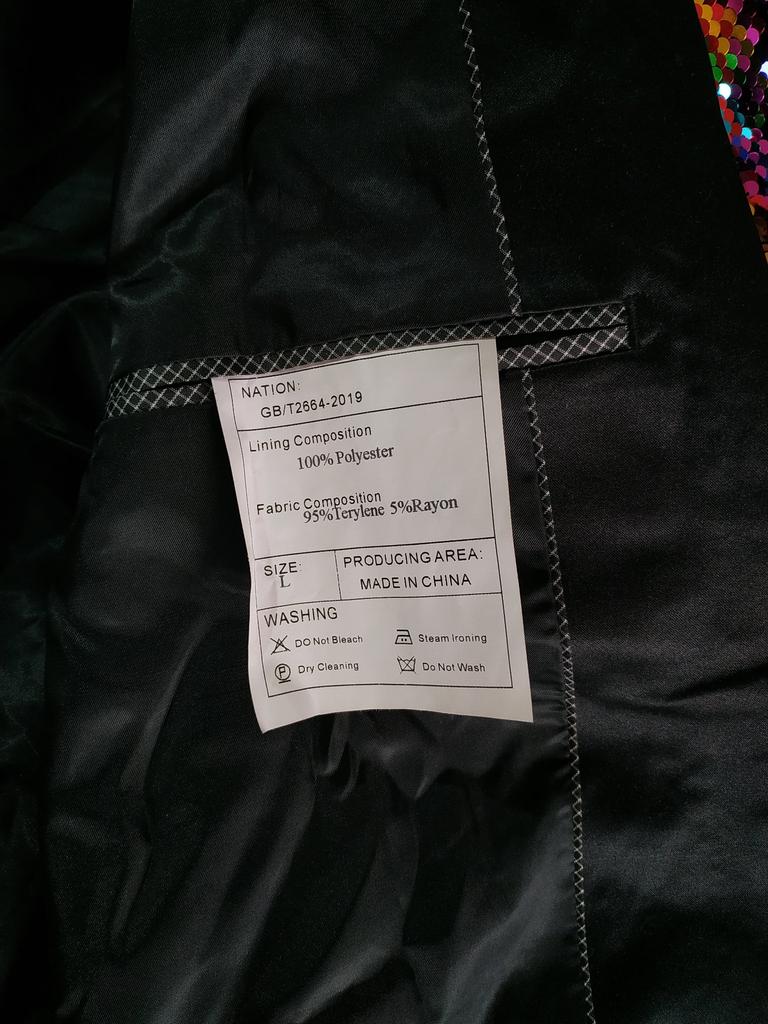 NATION:
GB/T2664-2019
Lining Composition
100% Polyester
Fabric Composition
95%Terylene 5%Rayon
SIZE:
L
PRODUCING AREA:
MADE IN CHINA
WASHING
DO Not Bleach
Steam Ironing
P
Dry Cleaning
Do Not Wash